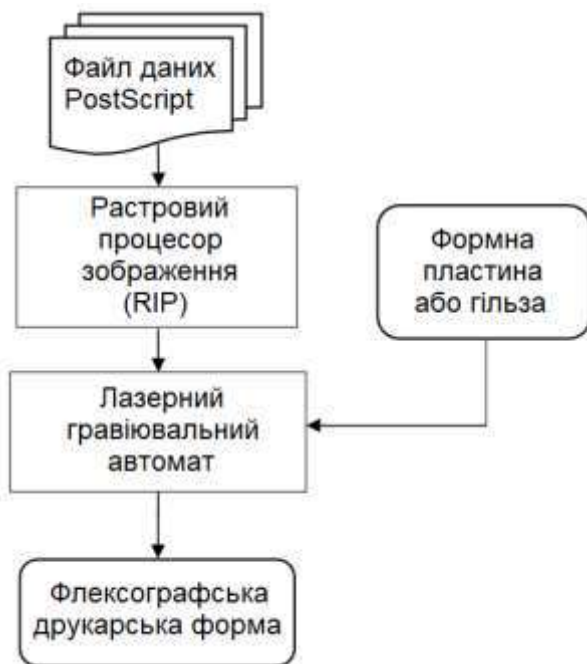 Файл даних
PostScript
Растровий
процесор
зображення
(RIP)
Формна
пластина
або гільза
Лазерний
гравіювальний
автомат
Флексографська
друкарська форма